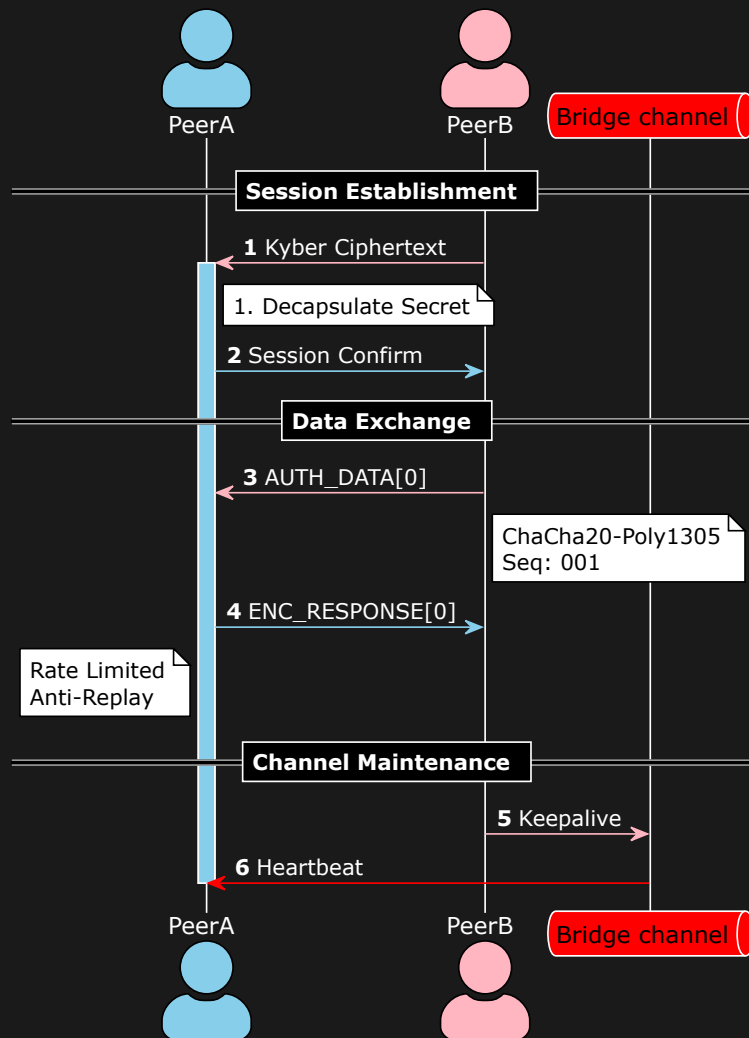 PeerA
PeerB
Bridge channel
Session Establishment
1 Kyber Ciphertext
1. Decapsulate Secret
2 Session Confirm
Data Exchange
3 AUTH_DATA[0]
ChaCha20-Poly1305
Seq: 001
4 ENC_RESPONSE[0]
Rate Limited
Anti-Replay
Channel Maintenance
5 Keepalive
6 Heartbeat
PeerA
PeerB
Bridge channel